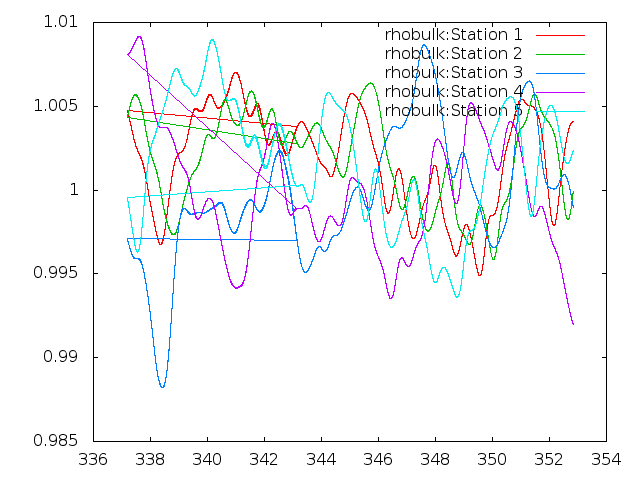 1.01
1.005
1
0.995
0.99
0.985
336 338 340 342 344 346 348 350 352 354
rhobulk:Station 1
rhobulk:Station 2
rhobulk:Station 3
rhobulk:Station 4
rhobulk:Station 5